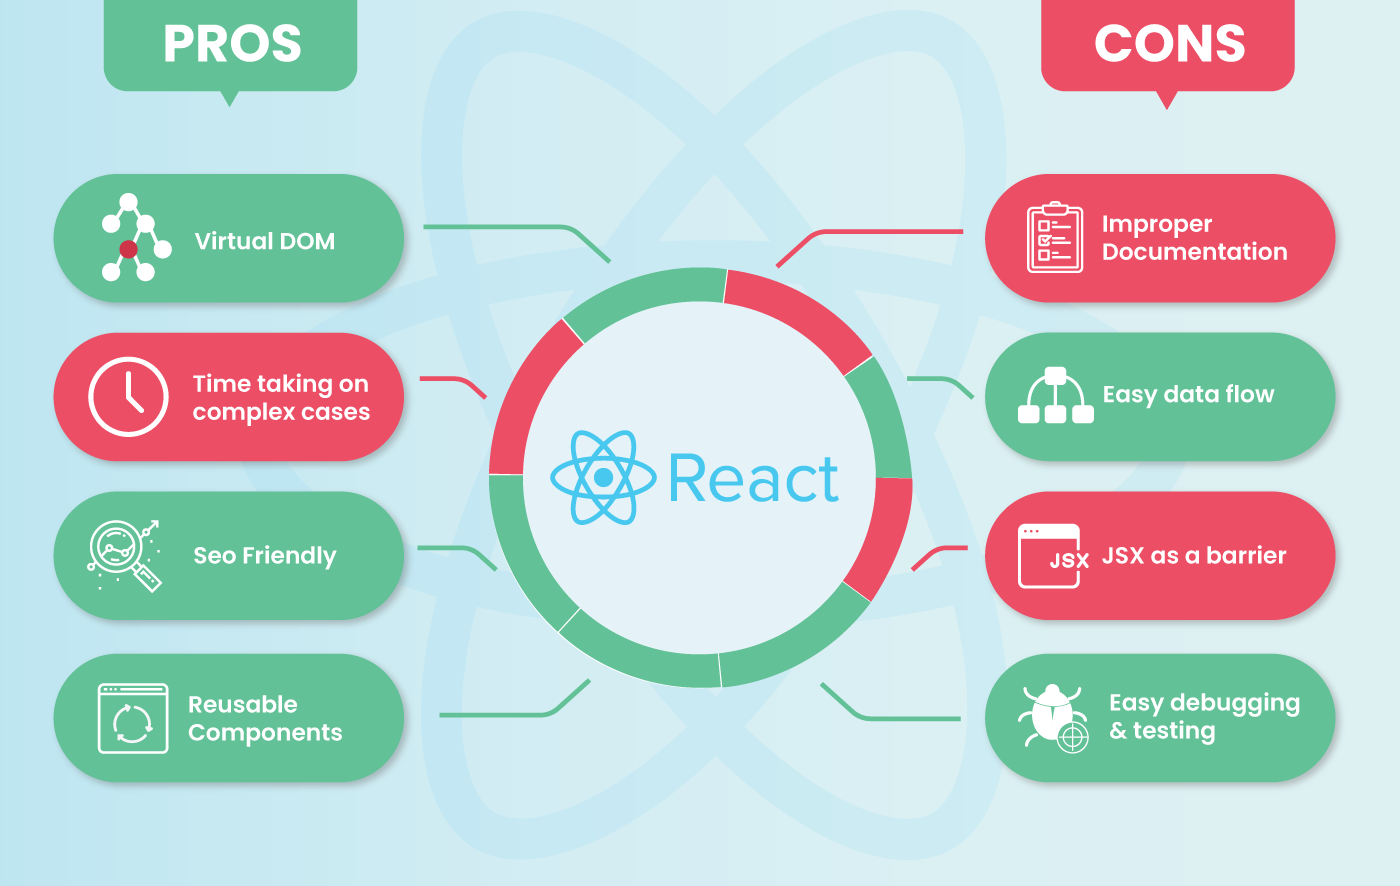 PROS
CONS
Virtual DOM
Time taking on
complex cases
Seo Friendly
Reusable
Components
React
Improper
Documentation
Easy data flow
JSX
JSX as a barrier
Easy debugging
& testing